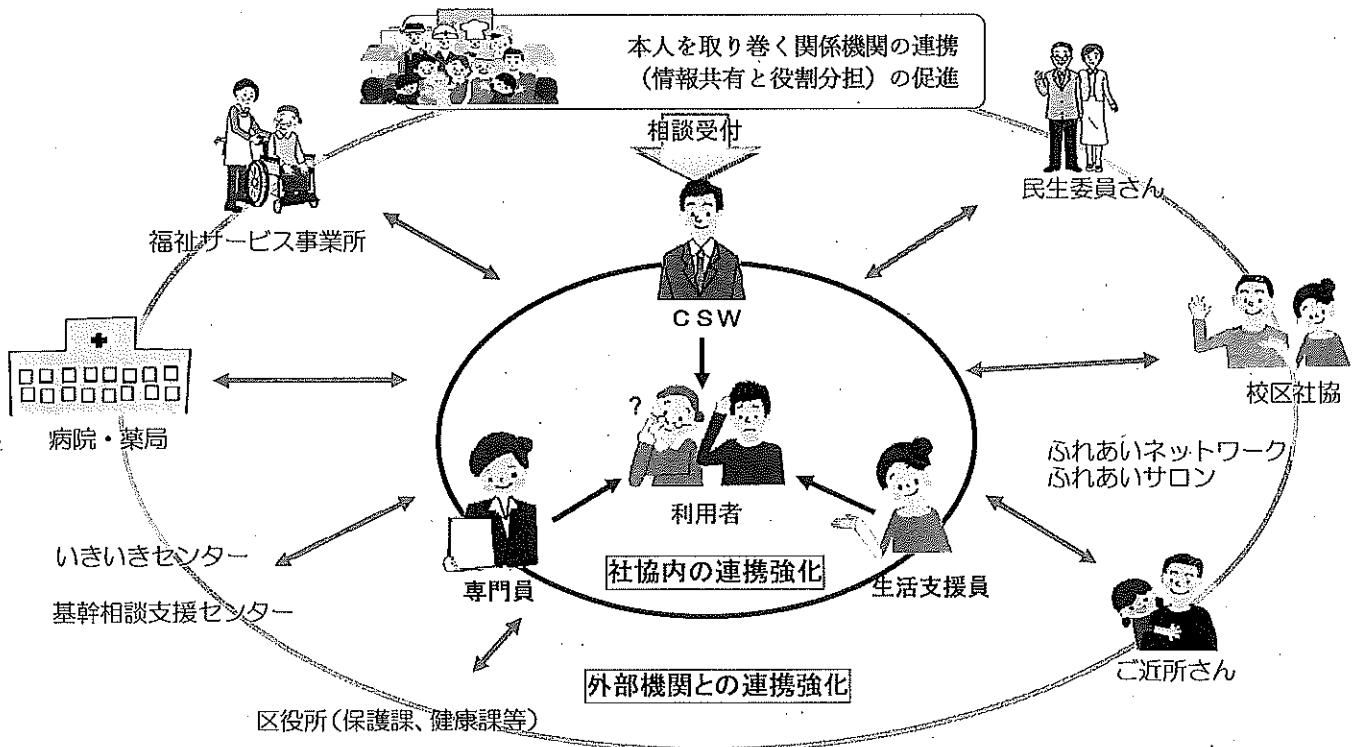 本人を取り巻く関係機関の連携
（情報共有と役割分担）の促進
相談受付
民生委員さん
福祉サービス事業所
CSW
校区社協
病院・薬局
ふれあいネットワーク
ふれあいサロン
?
利用者
いきいきセンター
社協内の連携強化
専門員
生活支援員
基幹相談支援センター
ご近所さん
外部機関との連携強化
区役所（保護課、健康課等）